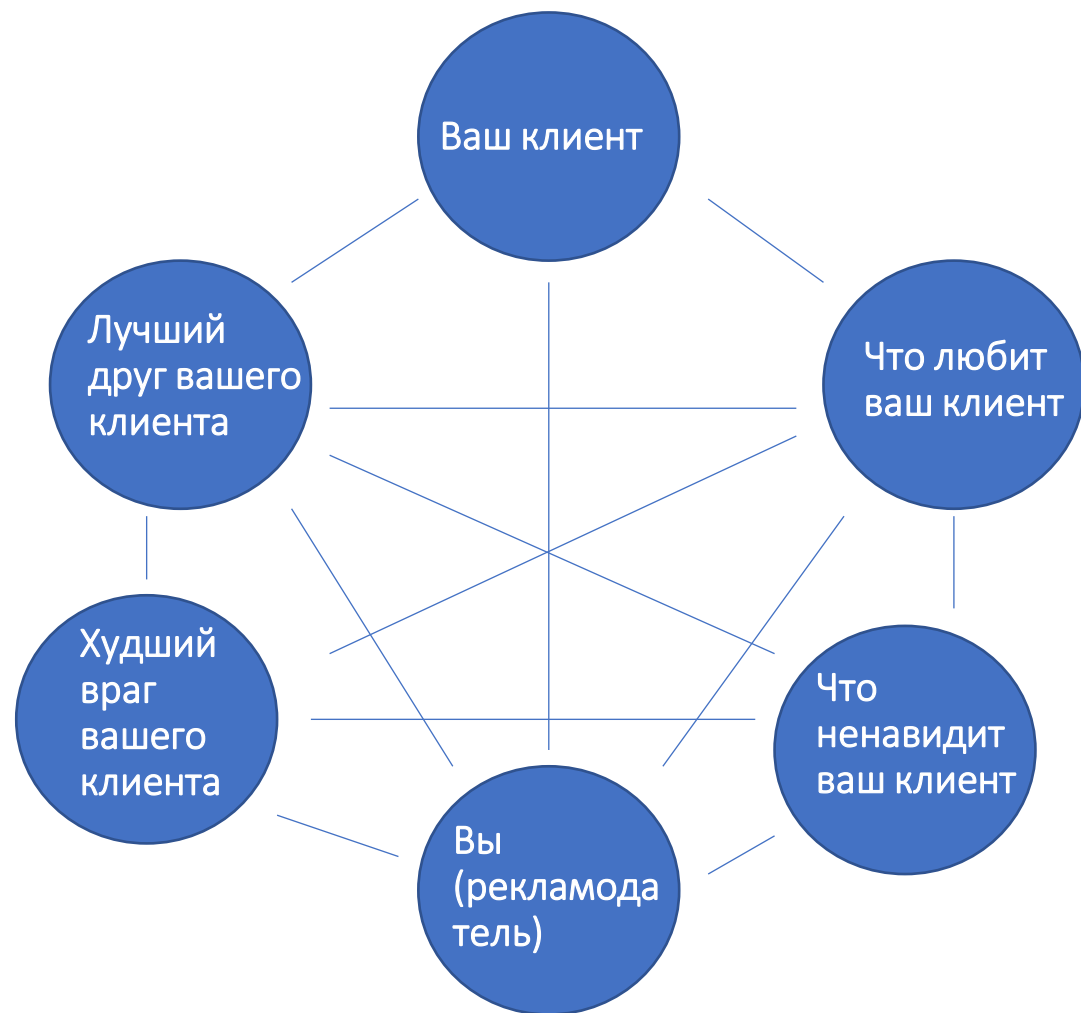 Ваш клиент
Лучший
друг вашего
клиента
Что любит
ваш клиент
Худший
враг
вашего
клиента
Что
ненавидит
ваш клиент
Вы
(рекламода
тель)